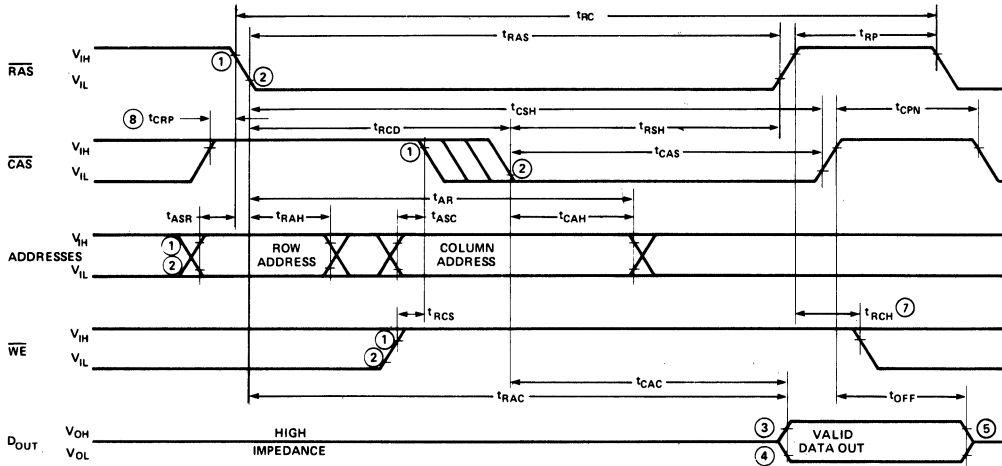 tRC
tRAS
tRP
RAS
VIH
VIL
1
2
tCSH
tCPN
8 tCRP
tRCD
tRSH
CAS
VIH
VIL
1
2
tCAS
tAR
tASR
tRAH
tASC
tCAH
ADDRESSES
VIH
VIL
1
2
ROW
ADDRESS
COLUMN
ADDRESS
tRCS
tRCH 7
WE
VIH
VIL
1
2
tCAC
tRAC
tOFF
DOUT
VOH
VOL
HIGH
IMPEDANCE
3
4
VALID
DATA OUT
5